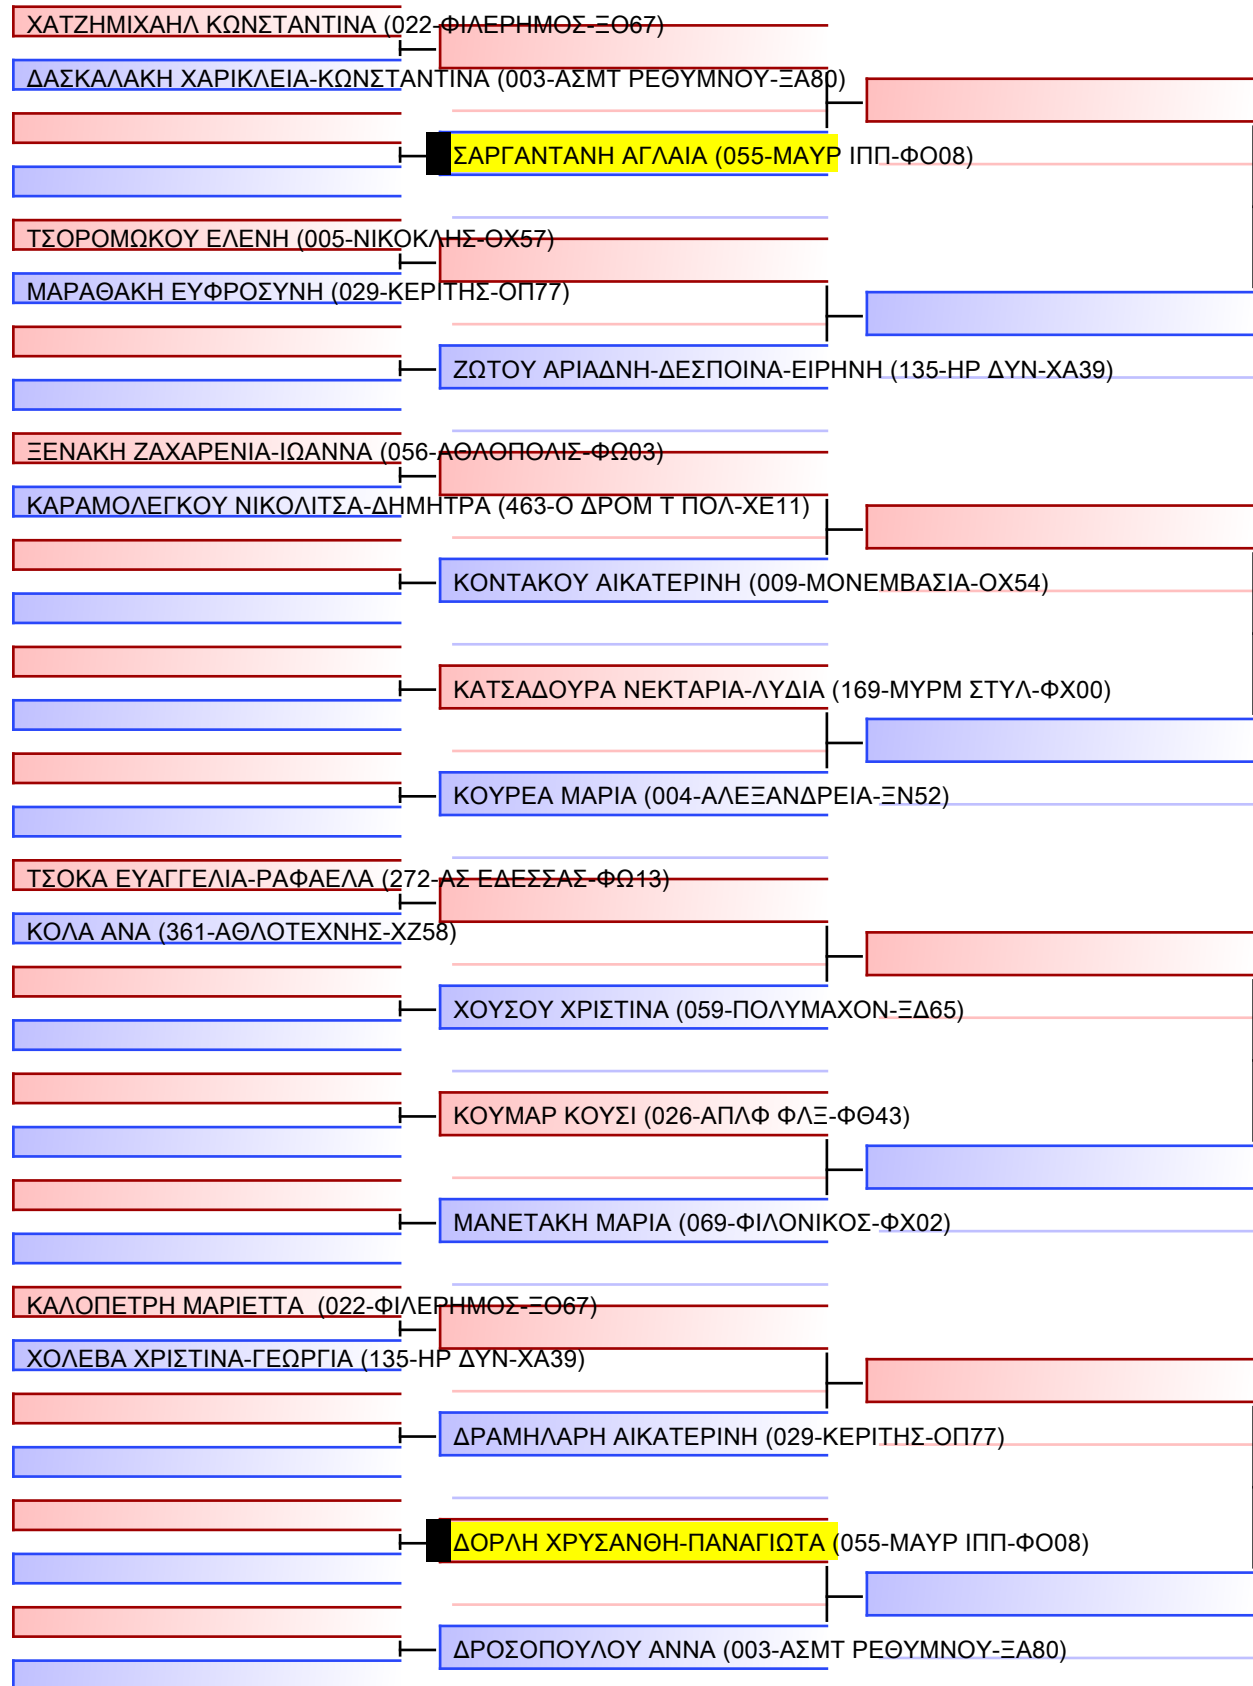 ΧΑΤΖΗΜΙΧΑΗΛ ΚΩΝΣΤΑΝΤΙΝΑ (022-ΦΙΛΕΡΗΜΟΣ-ΞΟ67)
ΔΑΣΚΑΛΑΚΗ ΧΑΡΙΚΛΕΙΑ-ΚΩΝΣΤΑΝΤΙΝΑ (003-ΑΣΜΤ ΡΕΘΥΜΝΟΥ-ΞΑ80)
ΣΑΡΓΑΝΤΑΝΗ ΑΓΛΑΙΑ (055-ΜΑΥΡ ΙΠΠ-ΦΟ08)
ΤΣΟΡΟΜΩΚΟΥ ΕΛΕΝΗ (005-ΝΙΚΟΚΛΗΣ-ΟΧ57)
ΜΑΡΑΘΑΚΗ ΕΥΦΡΟΣΥΝΗ (029-ΚΕΡΙΤΗΣ-ΟΠ77)
ΖΩΤΟΥ ΑΡΙΑΔΝΗ-ΔΕΣΠΟΙΝΑ-ΕΙΡΗΝΗ (135-ΗΡ ΔΥΝ-ΧΑ39)
ΞΕΝΑΚΗ ΖΑΧΑΡΕΝΙΑ-ΙΩΑΝΝΑ (056-ΑΘΛΟΠΟΛΙΣ-ΦΩ03)
ΚΑΡΑΜΟΛΕΓΚΟΥ ΝΙΚΟΛΙΤΣΑ-ΔΗΜΗΤΡΑ (463-Ο ΔΡΟΜ Τ ΠΟΛ-ΧΕ11)
ΚΟΝΤΑΚΟΥ ΑΙΚΑΤΕΡΙΝΗ (009-ΜΟΝΕΜΒΑΣΙΑ-ΟΧ54)
ΚΑΤΣΑΔΟΥΡΑ ΝΕΚΤΑΡΙΑ-ΛΥΔΙΑ (169-ΜΥΡΜ ΣΤΥΛ-ΦΧ00)
ΚΟΥΡΕΑ ΜΑΡΙΑ (004-ΑΛΕΞΑΝΔΡΕΙΑ-ΞΝ52)
ΤΣΟΚΑ ΕΥΑΓΓΕΛΙΑ-ΡΑΦΑΕΛΑ (272-ΑΣ ΕΔΕΣΣΑΣ-ΦΩ13)
ΚΟΛΑ ΑΝΑ (361-ΑΘΛΟΤΕΧΝΗΣ-ΧΖ58)
ΧΟΥΣΟΥ ΧΡΙΣΤΙΝΑ (059-ΠΟΛΥΜΑΧΟΝ-ΞΔ65)
ΚΟΥΜΑΡ ΚΟΥΣΙ (026-ΑΠΛΦ ΦΛΞ-ΦΘ43)
ΜΑΝΕΤΑΚΗ ΜΑΡΙΑ (069-ΦΙΛΟΝΙΚΟΣ-ΦΧ02)
ΚΑΛΟΠΕΤΡΗ ΜΑΡΙΕΤΤΑ (022-ΦΙΛΕΡΗΜΟΣ-ΞΟ67)
ΧΟΛΕΒΑ ΧΡΙΣΤΙΝΑ-ΓΕΩΡΓΙΑ (135-ΗΡ ΔΥΝ-ΧΑ39)
ΔΡΑΜΗΛΑΡΗ ΑΙΚΑΤΕΡΙΝΗ (029-ΚΕΡΙΤΗΣ-ΟΠ77)
ΔΟΡΛΗ ΧΡΥΣΑΝΘΗ-ΠΑΝΑΓΙΩΤΑ (055-ΜΑΥΡ ΙΠΠ-ΦΟ08)
ΔΡΟΣΟΠΟΥΛΟΥ ΑΝΝΑ (003-ΑΣΜΤ ΡΕΘΥΜΝΟΥ-ΞΑ80)